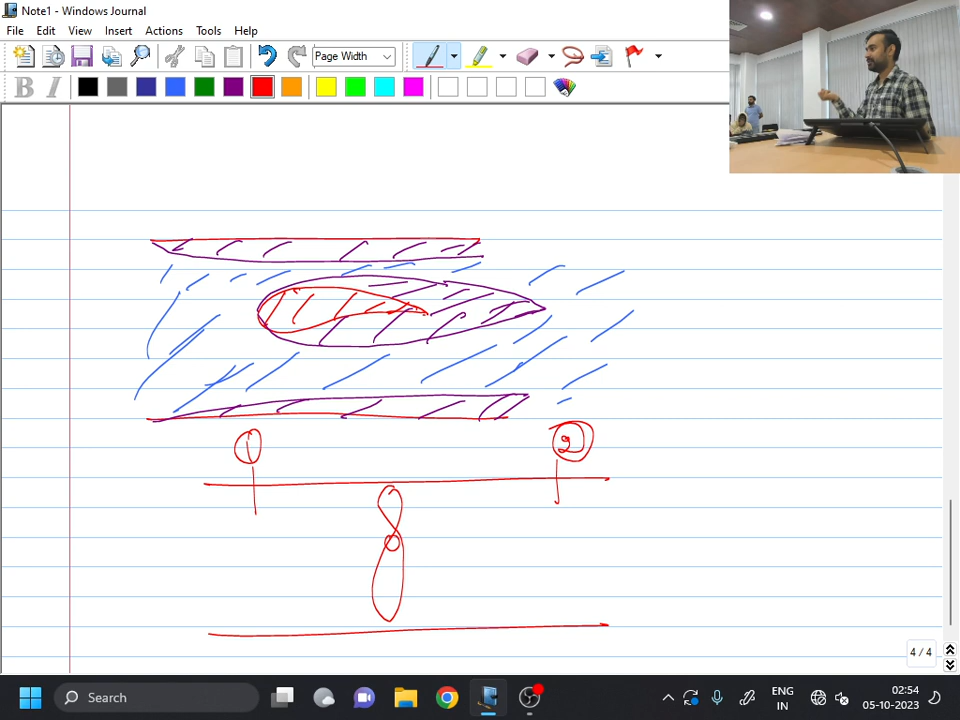 Note1 - Windows Journal
File Edit View Insert Actions Tools Help
Page Width
B I
1 2
4 / 4
Search
ENG
IN
02:54
05-10-2023